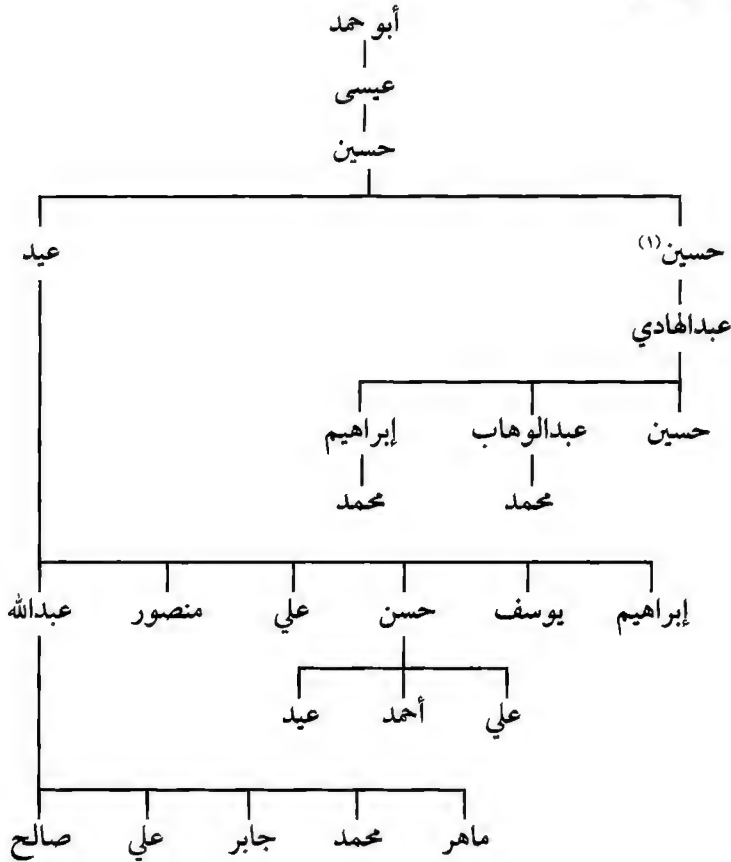 أبو حمد
عيسى
حسين
حسين (١) عيد
عبدالهادي
حسين عبدالوهاب إبراهيم
محمد محمد
إبراهيم يوسف حسن علي منصور عبدالله
علي أحمد عيد
ماهر محمد جابر علي صالح